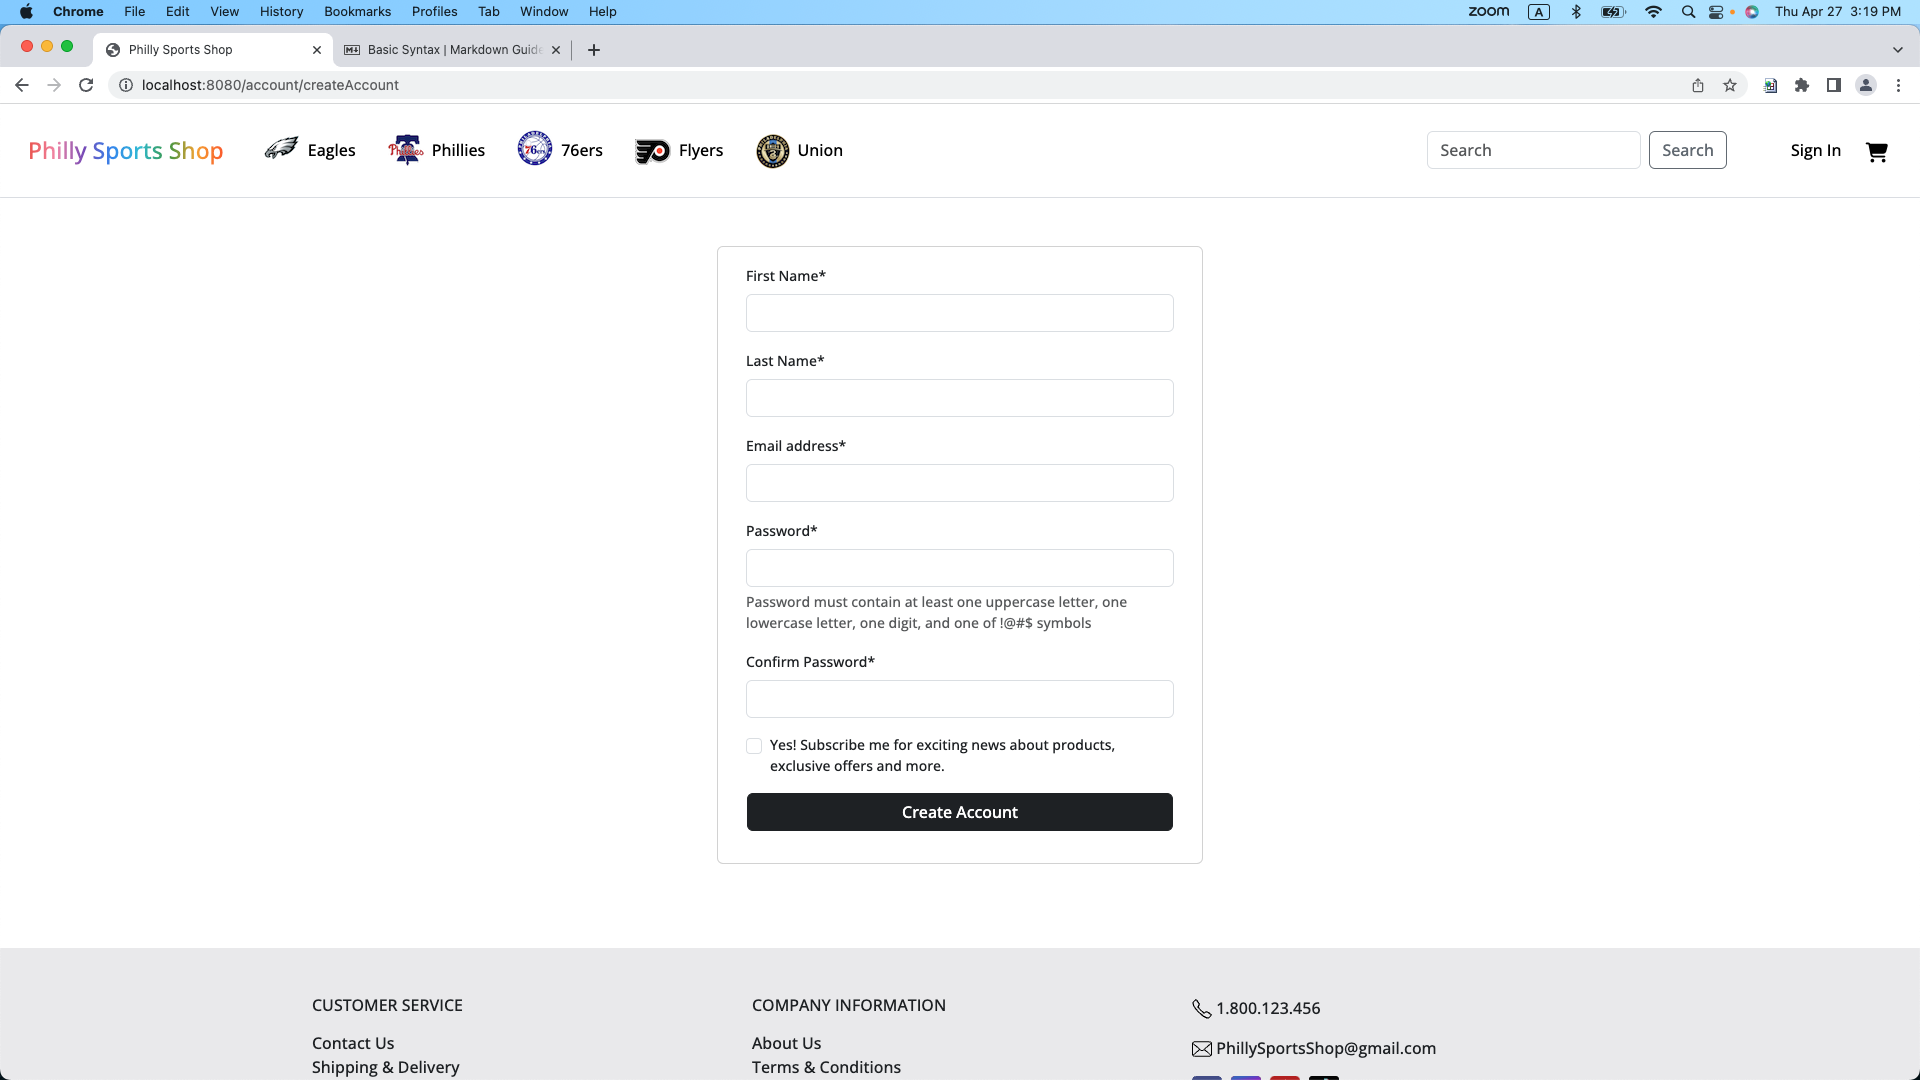 Chrome File Edit View History Bookmarks Profiles Tab Window Help zoom A Thu Apr 27 3:19 PM
Philly Sports Shop Basic Syntax | Markdown Guide
localhost:8080/account/createAccount
Philly Sports Shop Eagles Phillies Phillies 76ers 76ers Flyers Union Search Search Sign In
First Name*
Last Name*
Email address*
Password*
Password must contain at least one uppercase letter, one
lowercase letter, one digit, and one of !@#$ symbols
Confirm Password*
Yes! Subscribe me for exciting news about products,
exclusive offers and more.
Create Account
CUSTOMER SERVICE COMPANY INFORMATION 1.800.123.456
Contact Us About Us PhillySportsShop@gmail.com
Shipping & Delivery Terms & Conditions